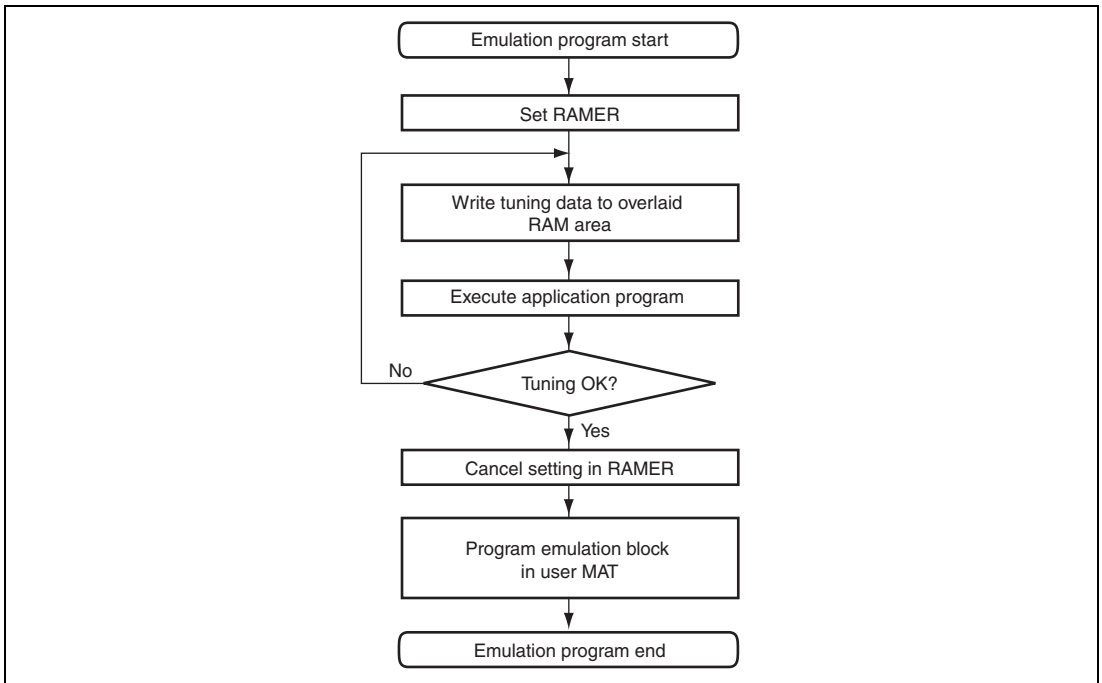 Emulation program start
Set RAMER
Write tuning data to overlaid
RAM area
Execute application program
No
Tuning OK?
Yes
Cancel setting in RAMER
Program emulation block
in user MAT
Emulation program end